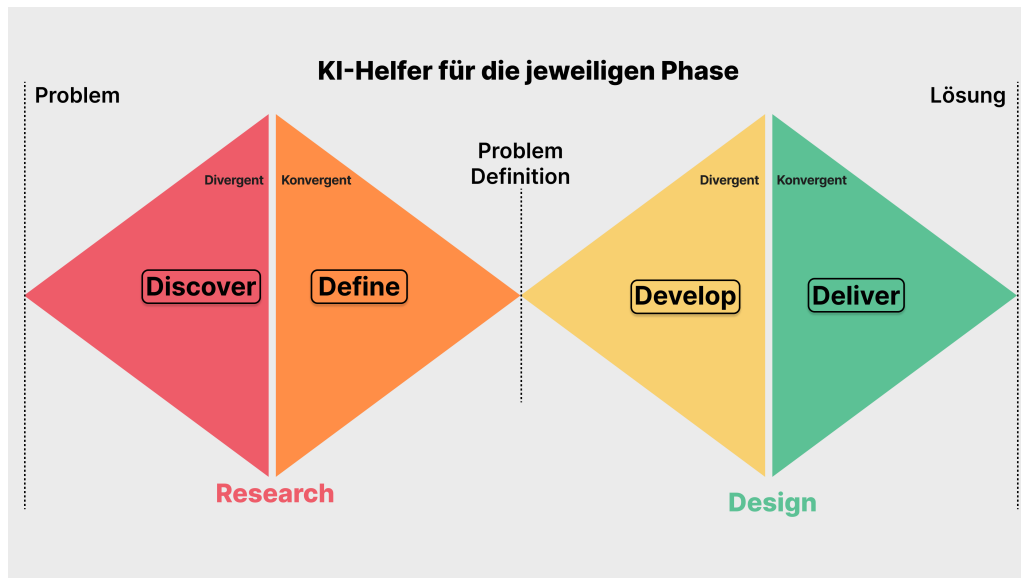 KI-Helfer für die jeweiligen Phase
Problem
Lösung
Problem
Definition
Divergent
Konvergent
Divergent
Konvergent
Discover
Define
Develop
Deliver
Research
Design